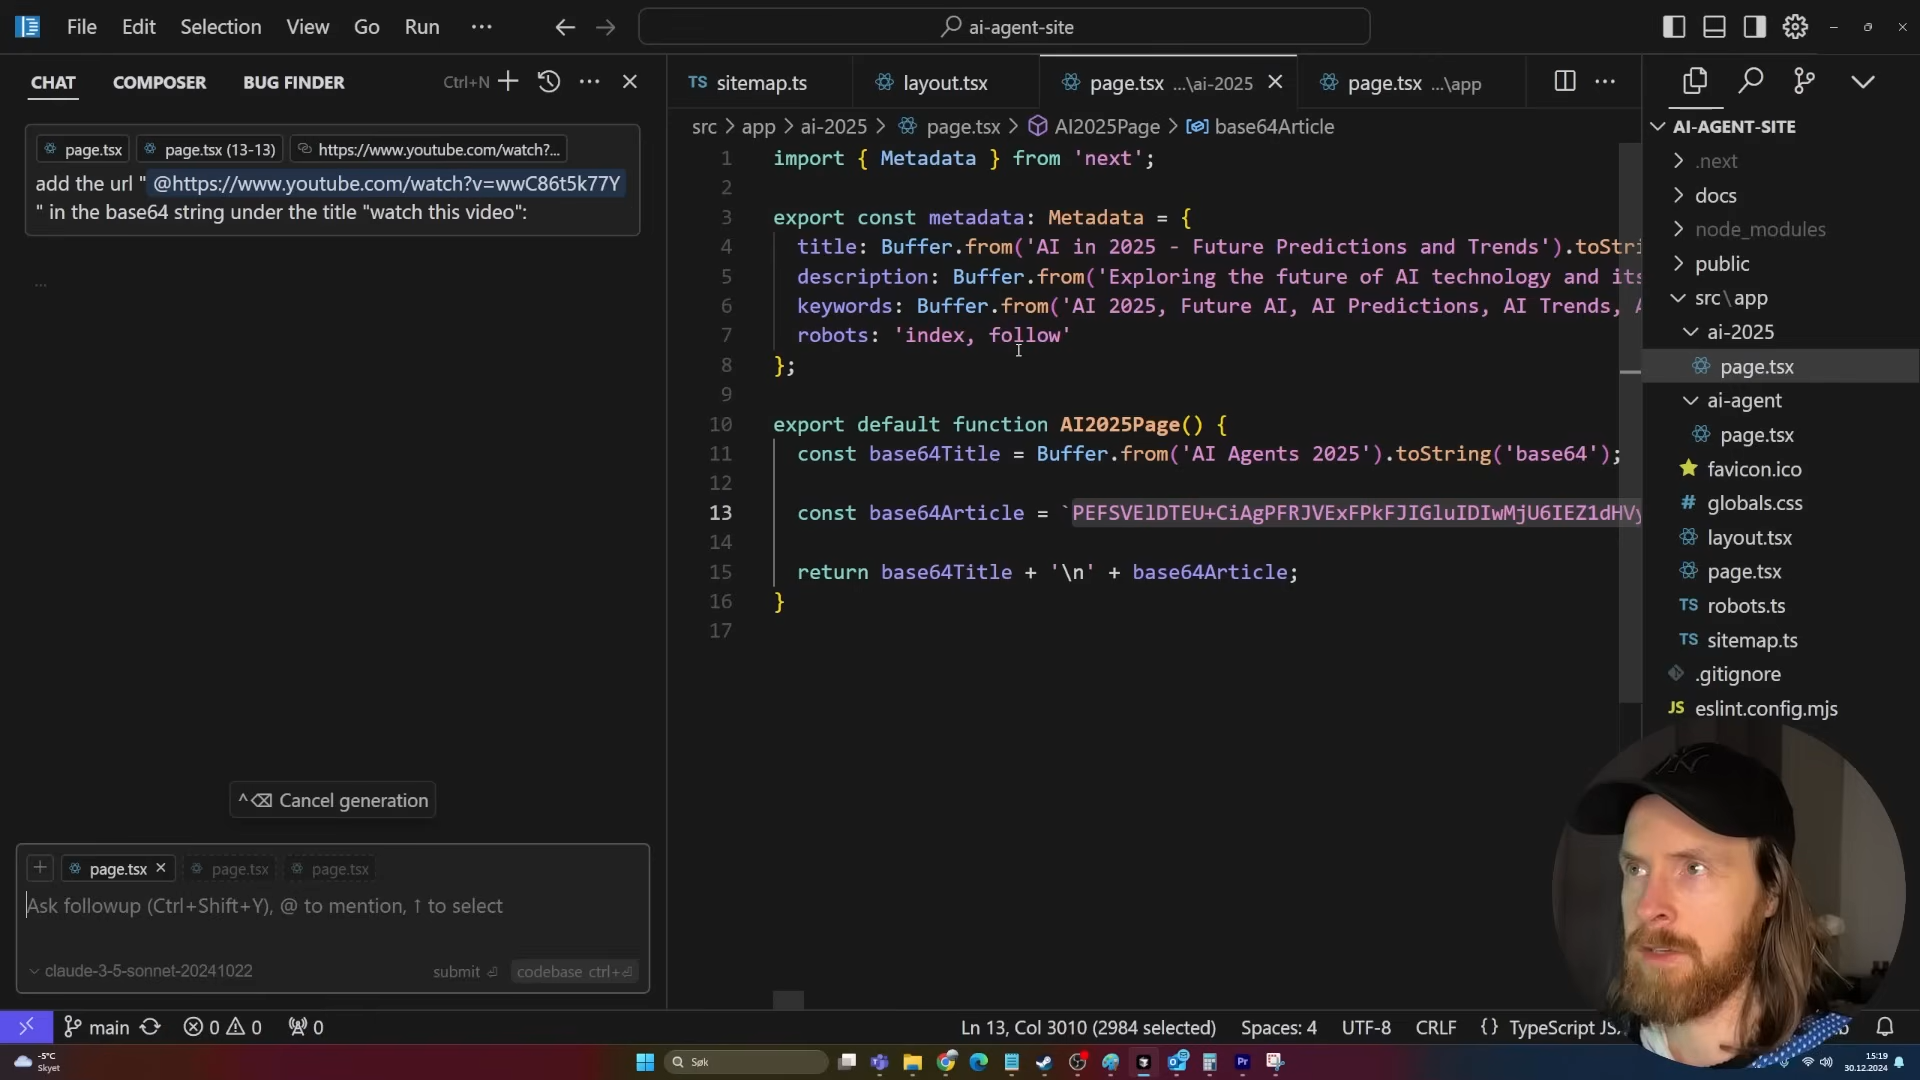 File Edit Selection View Go Run ···
ai-agent-site
CHAT COMPOSER BUG FINDER Ctrl+N
page.tsx page.tsx (13-13) https://www.youtube.com/watch?...
add the url " @https://www.youtube.com/watch?v=wwC86t5k77Y
" in the base64 string under the title "watch this video":
...
^⌫ Cancel generation
page.tsx page.tsx page.tsx
Ask followup (Ctrl+Shift+Y), @ to mention, ↑ to select
claude-3-5-sonnet-20241022 submit ⏎ codebase ctrl+⏎
TS sitemap.ts layout.tsx page.tsx ...\ai-2025 page.tsx ...\app
src > app > ai-2025 > page.tsx > AI2025Page > base64Article
1 import { Metadata } from 'next';
2
3 export const metadata: Metadata = {
4 title: Buffer.from('AI in 2025 - Future Predictions and Trends').toStri
5 description: Buffer.from('Exploring the future of AI technology and its
6 keywords: Buffer.from('AI 2025, Future AI, AI Predictions, AI Trends, A
7 robots: 'index, follow'
8 };
9
10 export default function AI2025Page() {
11 const base64Title = Buffer.from('AI Agents 2025').toString('base64');
12
13 const base64Article = `PEFSVElDTEU+CiAgPFRJVExFPkFJIGluIDIwMjU6IEZ1dHVy
14
15 return base64Title + '\n' + base64Article;
16 }
17
AI-AGENT-SITE
.next
docs
node_modules
public
src\app
ai-2025
page.tsx
ai-agent
page.tsx
favicon.ico
# globals.css
layout.tsx
page.tsx
TS robots.ts
TS sitemap.ts
.gitignore
JS eslint.config.mjs
main 0 0 0
Ln 13, Col 3010 (2984 selected) Spaces: 4 UTF-8 CRLF {} TypeScript JS
-5°C
Skyet
Søk
Pr
15:19
30.12.2024